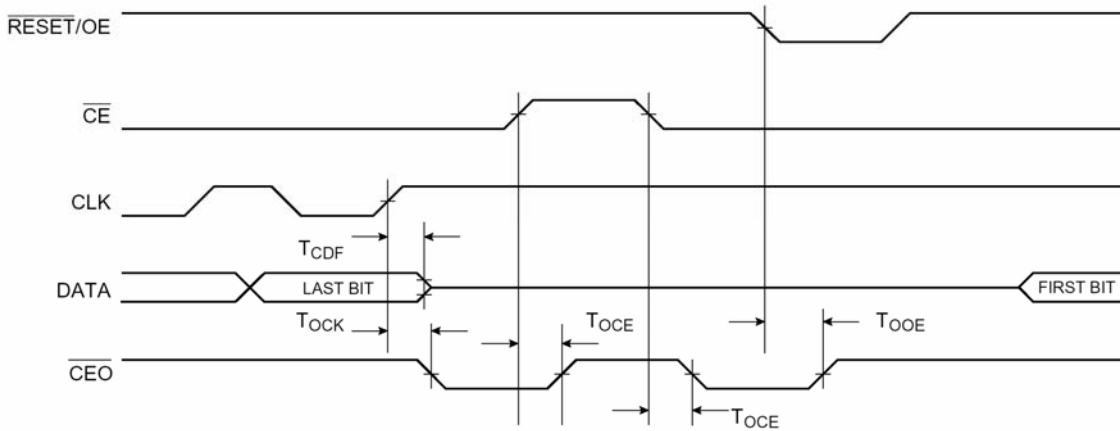 RESET/OE
CE
CLK
TCDF
DATA
LAST BIT
FIRST BIT
TOCK
TOCE
TOOE
CEO
TOCE